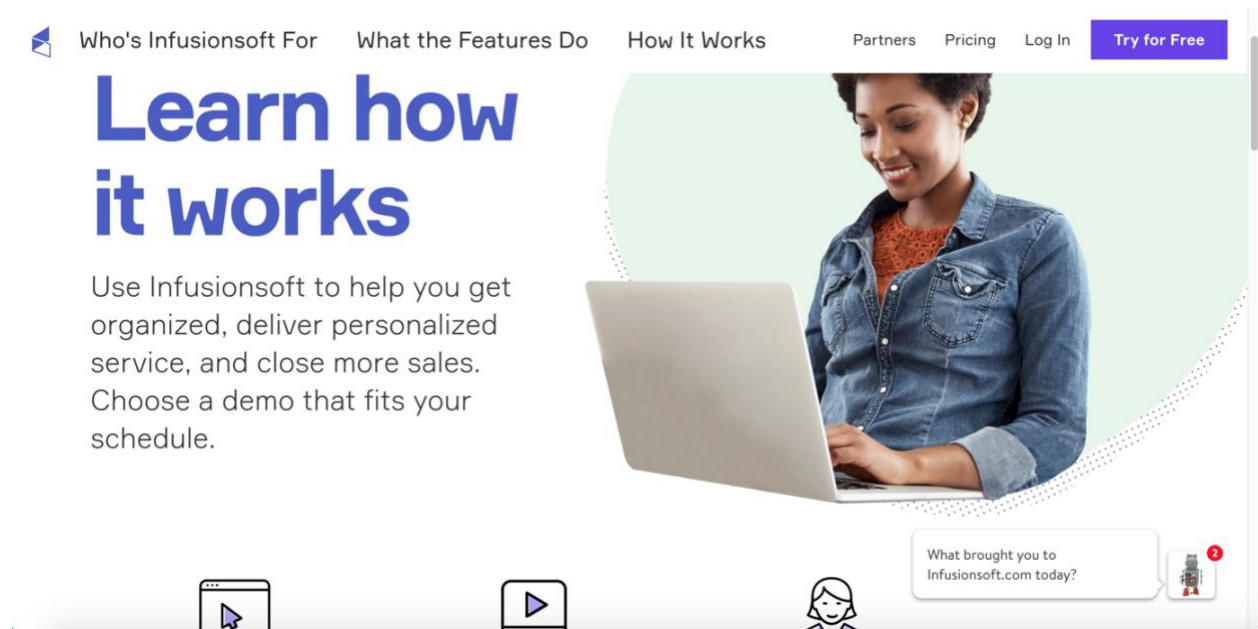 Who's Infusionsoft For
What the Features Do
How It Works
Partners
Pricing
Log In
Try for Free
Learn how
it works
Use Infusionsoft to help you get
organized, deliver personalized
service, and close more sales.
Choose a demo that fits your
schedule.
What brought you to
Infusionsoft.com today?
2